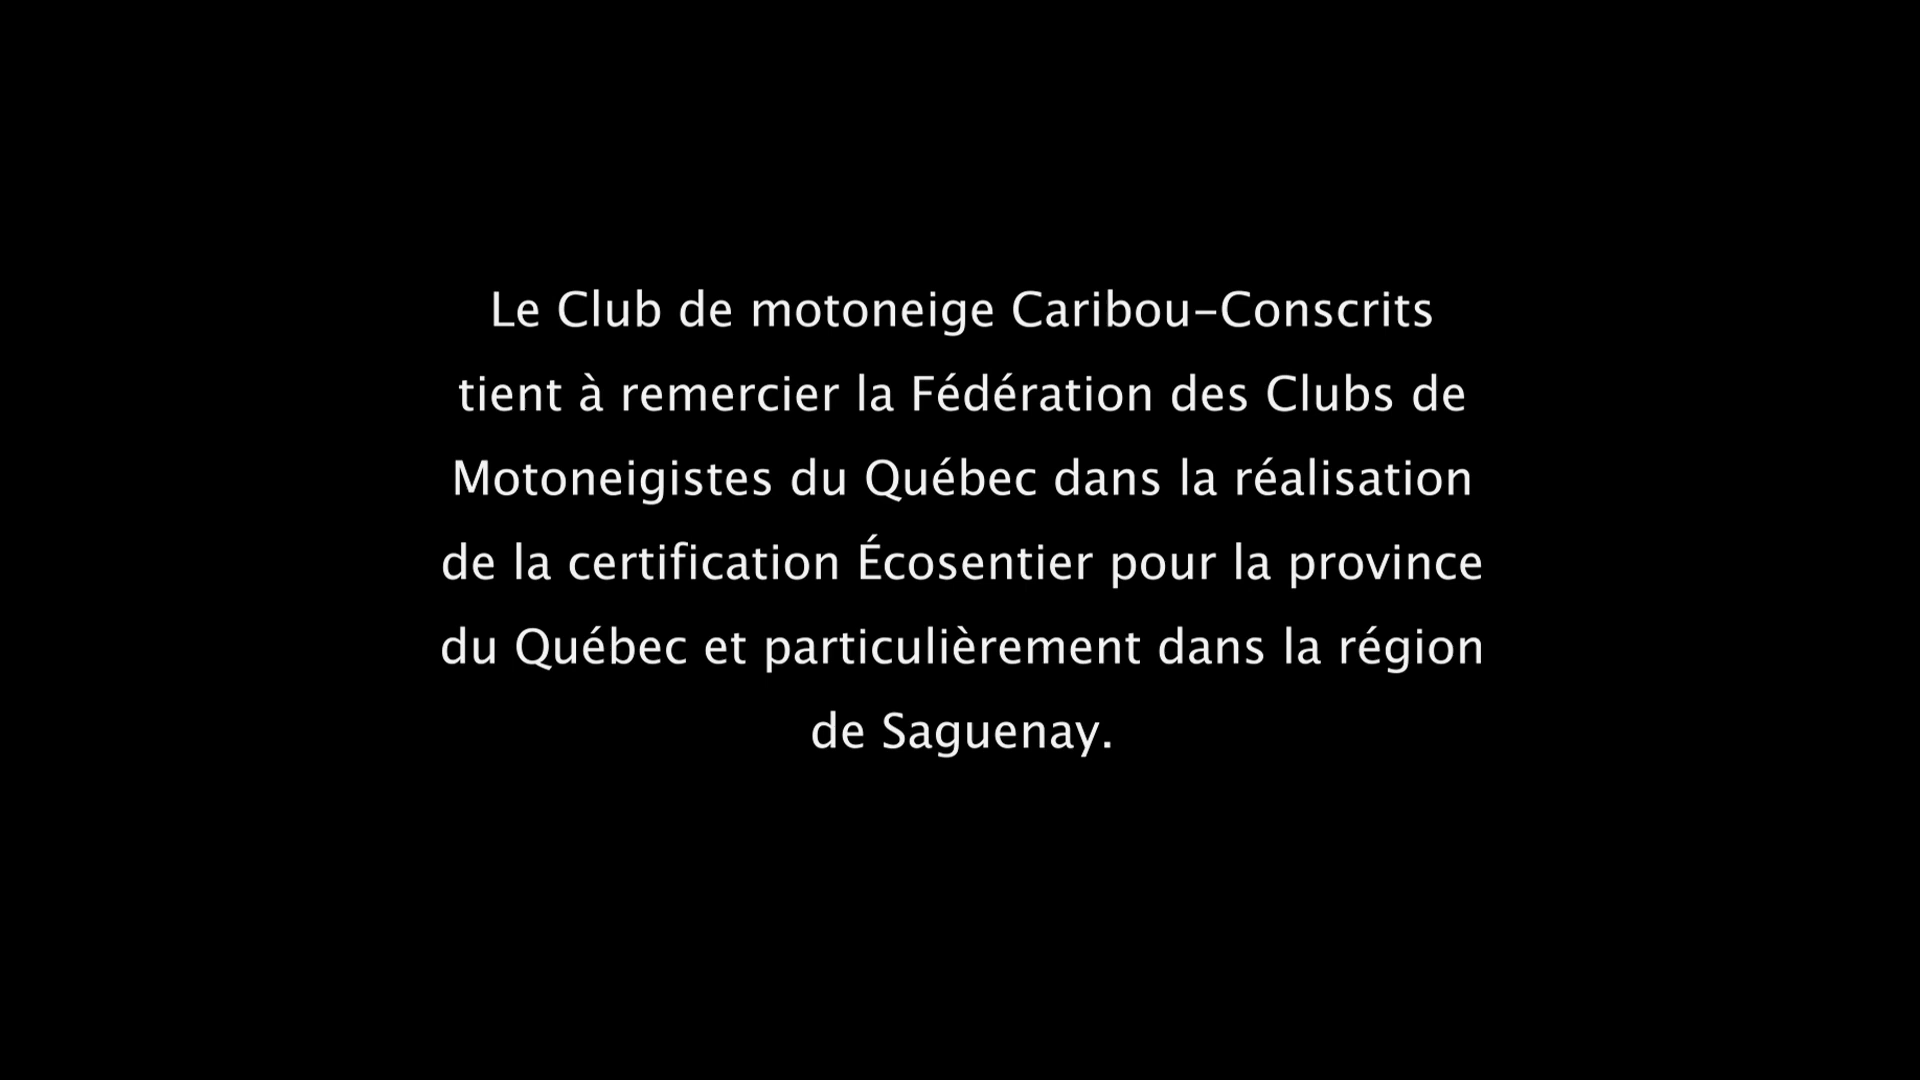 Le Club de motoneige Caribou-Conscrits
tient à remercier la Fédération des Clubs de
Motoneigistes du Québec dans la réalisation
de la certification Écosentier pour la province
du Québec et particulièrement dans la région
de Saguenay.